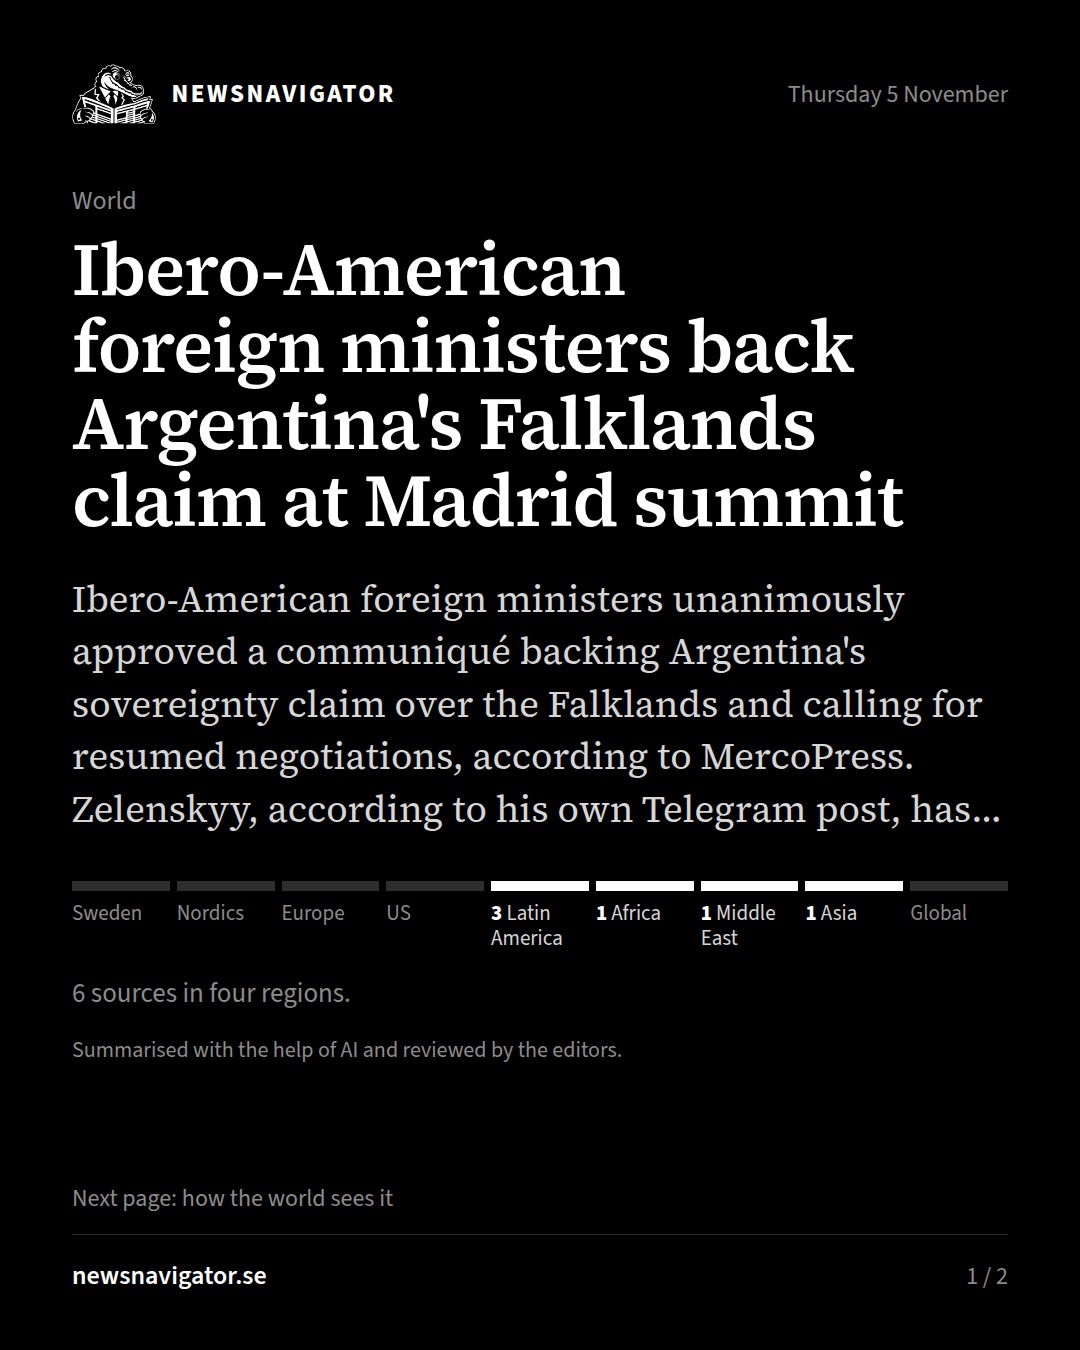 NEWSNAVIGATOR
Thursday 5 November
World
Ibero-American
foreign ministers back
Argentina's Falklands
claim at Madrid summit
Ibero-American foreign ministers unanimously
approved a communiqué backing Argentina's
sovereignty claim over the Falklands and calling for
resumed negotiations, according to MercoPress.
Zelenskyy, according to his own Telegram post, has...
Sweden
Nordics
Europe
US
3 Latin
America
1 Africa
1 Middle
East
1 Asia
Global
6 sources in four regions.
Summarised with the help of AI and reviewed by the editors.
Next page: how the world sees it
newsnavigator.se
1 / 2